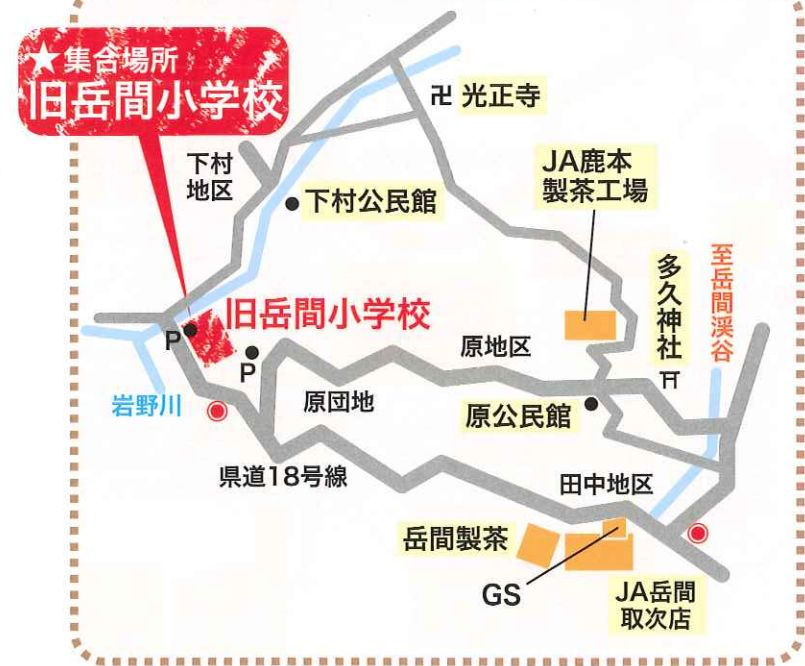 ★集合場所
旧岳間小学校
卍 光正寺
下村
地区
JA鹿本
製茶工場
下村公民館
多久神社
至岳間渓谷
旧岳間小学校
P
P
原地区
岩野川
原団地
原公民館
県道18号線
田中地区
岳間製茶
GS
JA岳間
取次店